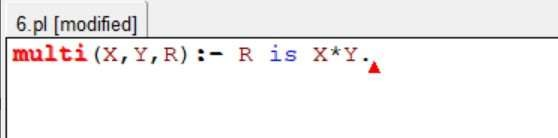 6.pl [modified]
multi(X,Y,R):- R is X*Y.